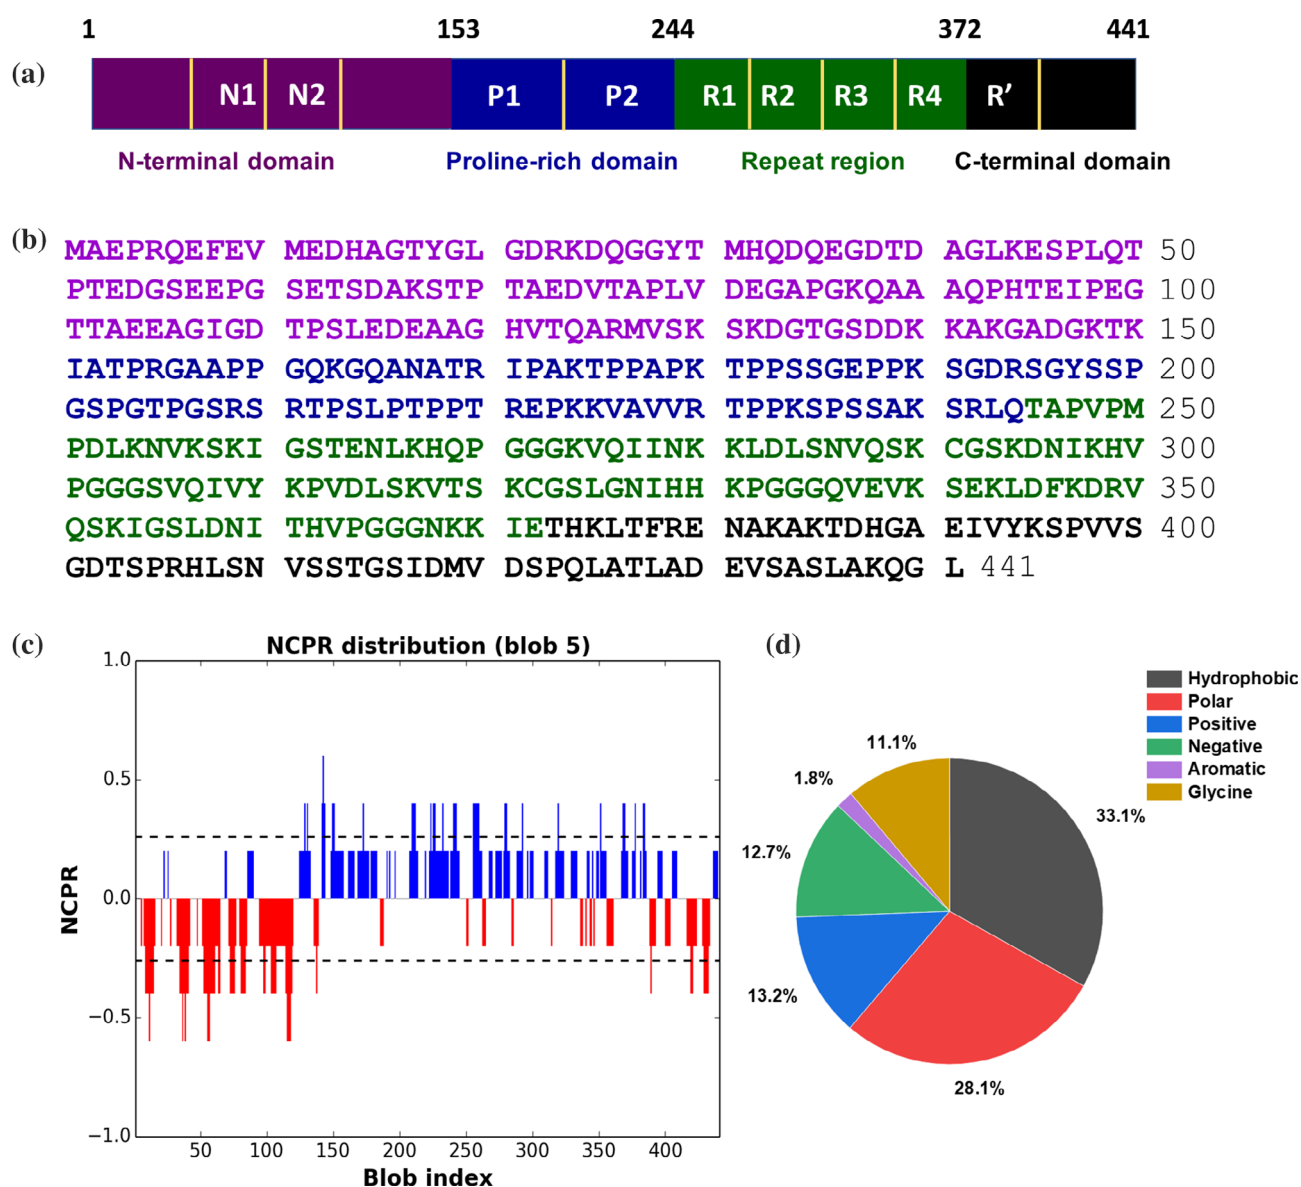 1 153 244 372 441
(a)
N1 N2 P1 P2 R1 R2 R3 R4 R’
N-terminal domain Proline-rich domain Repeat region C-terminal domain
(b)
MAEPRQEFEV MEDHAGTYGL GDRKDQGGYT MHQDQEGDTD AGLKESPLQT 50
PTEDGSEEPG SETSDAKSTP TAEDVTAPLV DEGAPGKQAA AQPHTEIPEG 100
TTAEEAGIGD TPSLEDEAAG HVTQARMVSK SKDGTGSDDK KAKGADGKTK 150
IATPRGAAPP GQKGQANATR IPAKTPPAPK TPPSSGEPPK SGDRSGYSSP 200
GSPGTPGSRS RTPSLPTPPT REPKKVAVVR TPPKSPSSAK SRLQTAPVPM 250
PDLKNVKSKI GSTENLKHQP GGGKVQIINK KLDLSNVQSK CGSKDNIKHV 300
PGGGSVQIVY KPVDLSKVTS KCGSLGNIHH KPGGGQVEVK SEKLDFKDRV 350
QSKIGSLDNI THVPGGGNKK IETHKLTFRE NAKAKTDHGA EIVYKSPVVS 400
GDTSPRHLSN VSSTGSIDMV DSPQLATLAD EVSASLAKQG L 441
(c)
NCPR distribution (blob 5)
1.0
0.5
0.0
−0.5
−1.0
NCPR
50 100 150 200 250 300 350 400
Blob index
(d)
Hydrophobic
Polar
Positive
Negative
Aromatic
Glycine
11.1%
1.8%
33.1%
12.7%
13.2%
28.1%